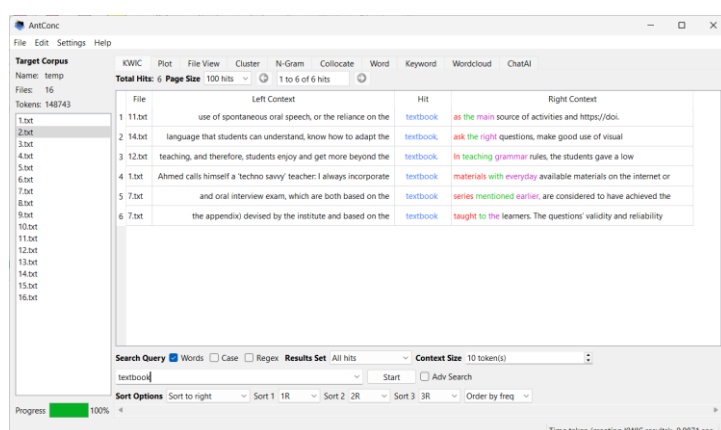 AntConc
File Edit Settings Help
Target Corpus
Name: temp
Files: 16
Tokens: 148743
1.txt
2.txt
3.txt
4.txt
5.txt
6.txt
7.txt
8.txt
9.txt
10.txt
11.txt
12.txt
13.txt
14.txt
15.txt
16.txt
Progress 100%
KWIC Plot File View Cluster N-Gram Collocate Word Keyword Wordcloud ChatAI
Total Hits: 6 Page Size 100 hits 1 to 6 of 6 hits
File Left Context Hit Right Context
1 11.txt use of spontaneous oral speech, or the reliance on the textbook as the main source of activities and https://doi.
2 14.txt language that students can understand, know how to adapt the textbook, ask the right questions, make good use of visual
3 12.txt teaching, and therefore, students enjoy and get more beyond the textbook. In teaching grammar rules, the students gave a low
4 1.txt Ahmed calls himself a 'techno savvy' teacher: I always incorporate textbook materials with everyday available materials on the internet or
5 7.txt and oral interview exam, which are both based on the textbook series mentioned earlier, are considered to have achieved the
6 7.txt the appendix) devised by the institute and based on the textbook taught to the learners. The questions' validity and reliability
Search Query Words Case Regex Results Set All hits Context Size 10 token(s)
textbook Start Adv Search
Sort Options Sort to right Sort 1 1R Sort 2 2R Sort 3 3R Order by freq